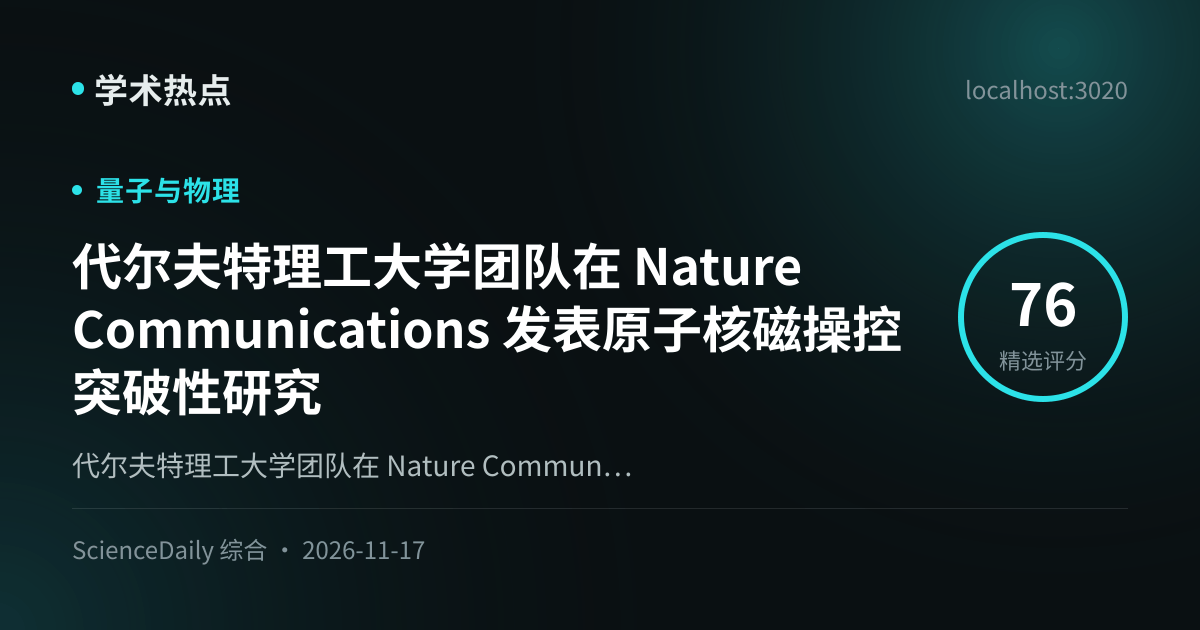 学术热点
localhost:3020
量子与物理
代尔夫特理工大学团队在 Nature
Communications 发表原子核磁操控
突破性研究
76
精选评分
代尔夫特理工大学团队在 Nature Commun…
ScienceDaily 综合 • 2026-11-17